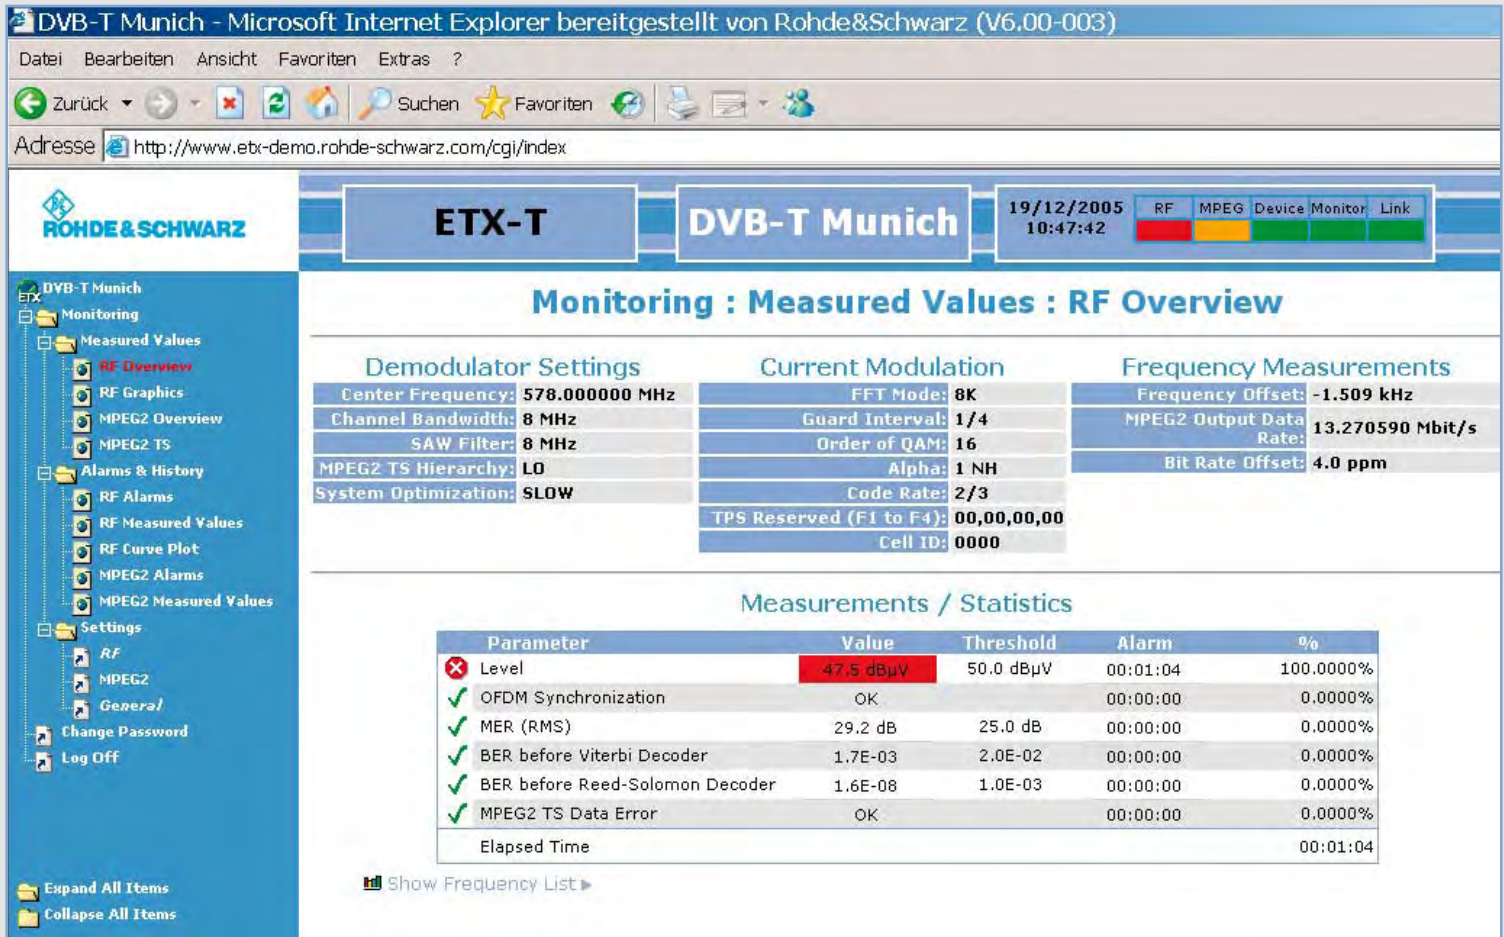 DVB-T Munich - Microsoft Internet Explorer bereitgestellt von Rohde&Schwarz (V6.00-003)
Datei Bearbeiten Ansicht Favoriten Extras ?
Zurück Suchen Favoriten
Adresse http://www.etx-demo.rohde-schwarz.com/cgi/index
ROHDE & SCHWARZ
ETX-T
DVB-T Munich
19/12/2005
10:47:42
RF MPEG Device Monitor Link
ETX DVB-T Munich
Monitoring
Measured Values
RF Overview
RF Graphics
MPEG2 Overview
MPEG2 TS
Alarms & History
RF Alarms
RF Measured Values
RF Curve Plot
MPEG2 Alarms
MPEG2 Measured Values
Settings
RF
MPEG2
General
Change Password
Log Off
Expand All Items
Collapse All Items
Monitoring : Measured Values : RF Overview
Demodulator Settings
Center Frequency: 578.000000 MHz
Channel Bandwidth: 8 MHz
SAW Filter: 8 MHz
MPEG2 TS Hierarchy: LO
System Optimization: SLOW
Current Modulation
FFT Mode: 8K
Guard Interval: 1/4
Order of QAM: 16
Alpha: 1 NH
Code Rate: 2/3
TPS Reserved (F1 to F4): 00,00,00,00
Cell ID: 0000
Frequency Measurements
Frequency Offset: -1.509 kHz
MPEG2 Output Data
Rate: 13.270590 Mbit/s
Bit Rate Offset: 4.0 ppm
Measurements / Statistics
Parameter Value Threshold Alarm %
Level 47.5 dBµV 50.0 dBµV 00:01:04 100.0000%
OFDM Synchronization OK 00:00:00 0.0000%
MER (RMS) 29.2 dB 25.0 dB 00:00:00 0.0000%
BER before Viterbi Decoder 1.7E-03 2.0E-02 00:00:00 0.0000%
BER before Reed-Solomon Decoder 1.6E-08 1.0E-03 00:00:00 0.0000%
MPEG2 TS Data Error OK 00:00:00 0.0000%
Elapsed Time 00:01:04
Show Frequency List